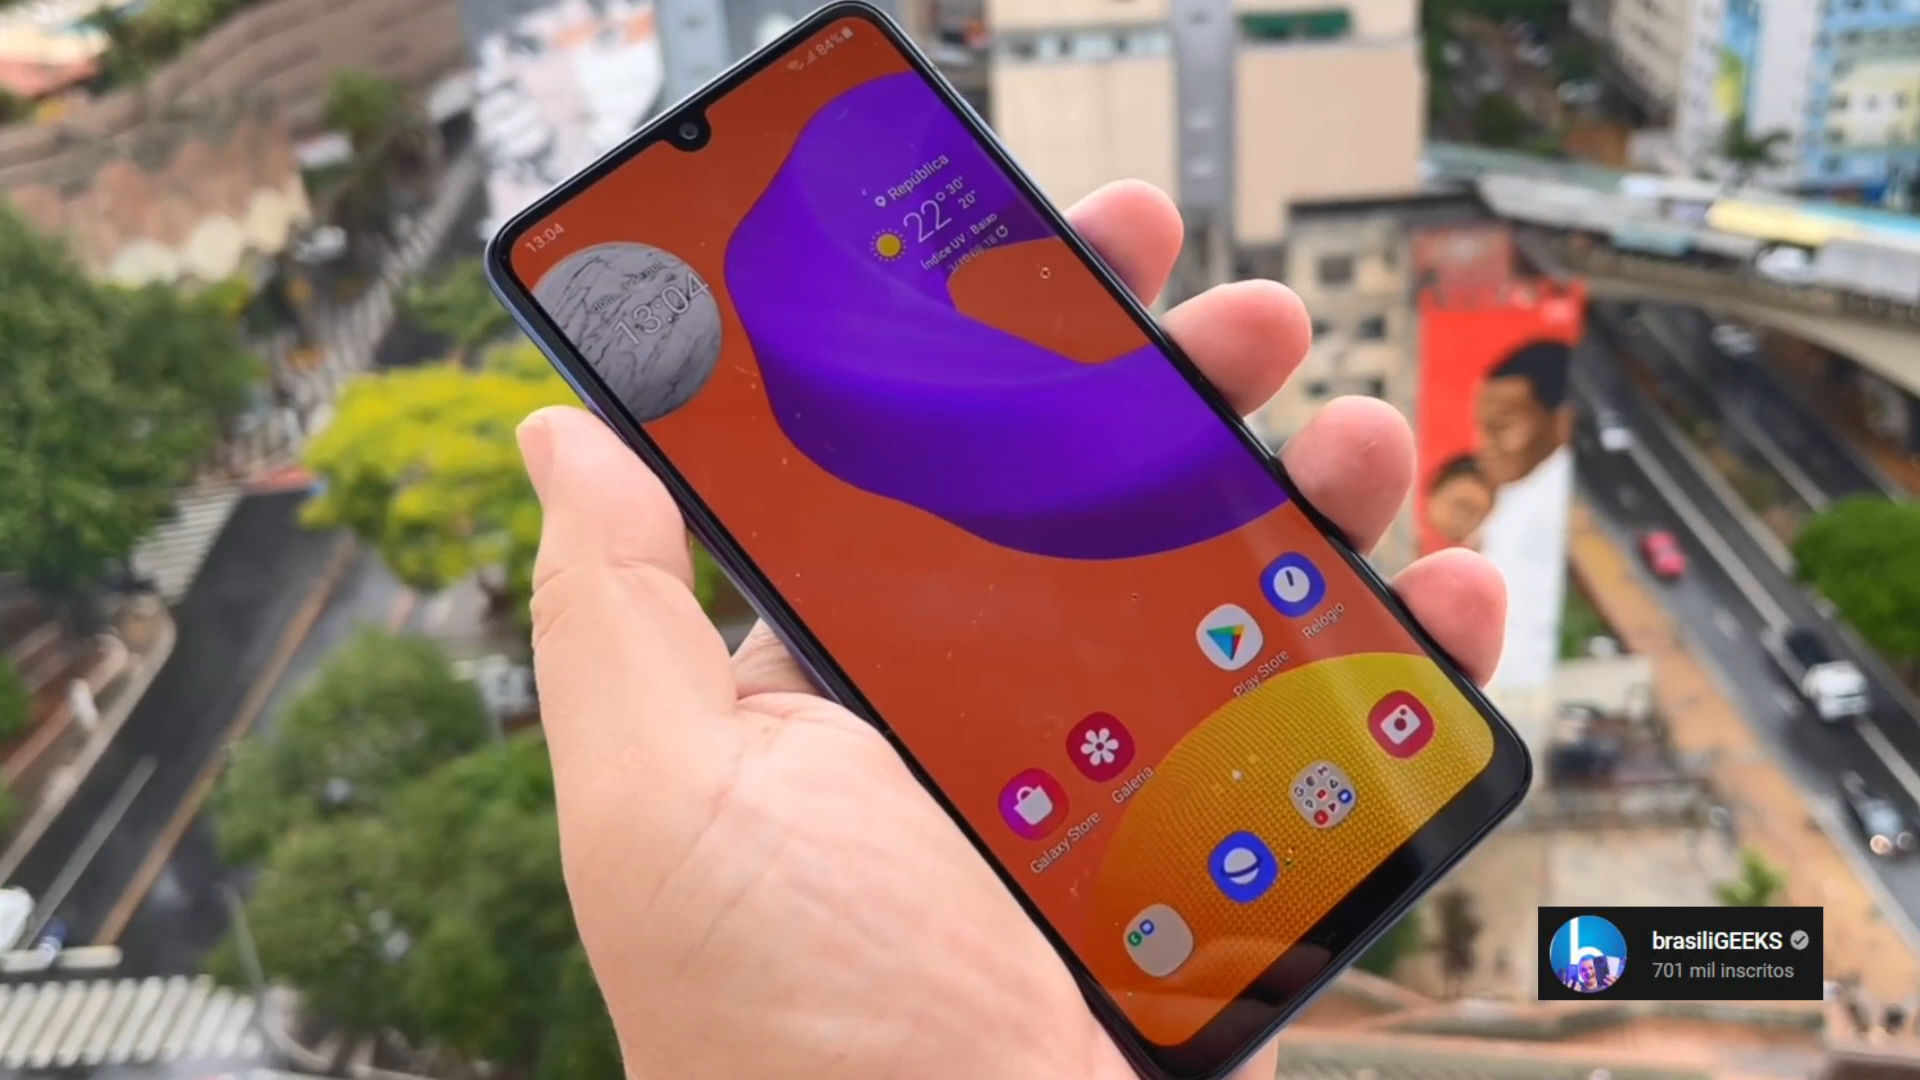 84%
13:04
República
22° 30°
20°
Índice UV · Baixo
13:04
Relógio
Play Store
Galeria
Galaxy Store
brasiliGEEKS
701 mil inscritos